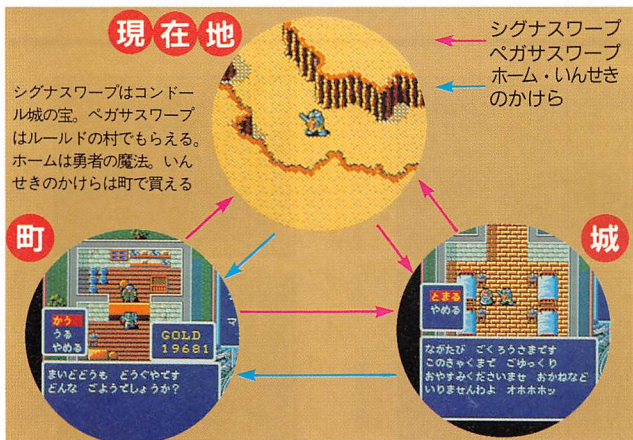 現在地
シグナスワープ
ペガサスワープ
ホーム・いんせき
のかけら
シグナスワープはコンドー
ル城の宝。ペガサスワープ
はルールドの村でもらえる。
ホームは勇者の魔法。いん
せきのかけらは町で買える
町
かう
うる
やめる
GOLD
19681
まいどどうも どうぐやです
どんな ごようでしょうか?
城
とまる
やめる
ながたび ごくろうさまです
このきゃくまで ごゆっくり
おやすみくださいませ おかねなど
いりませんわよ オホホホッ